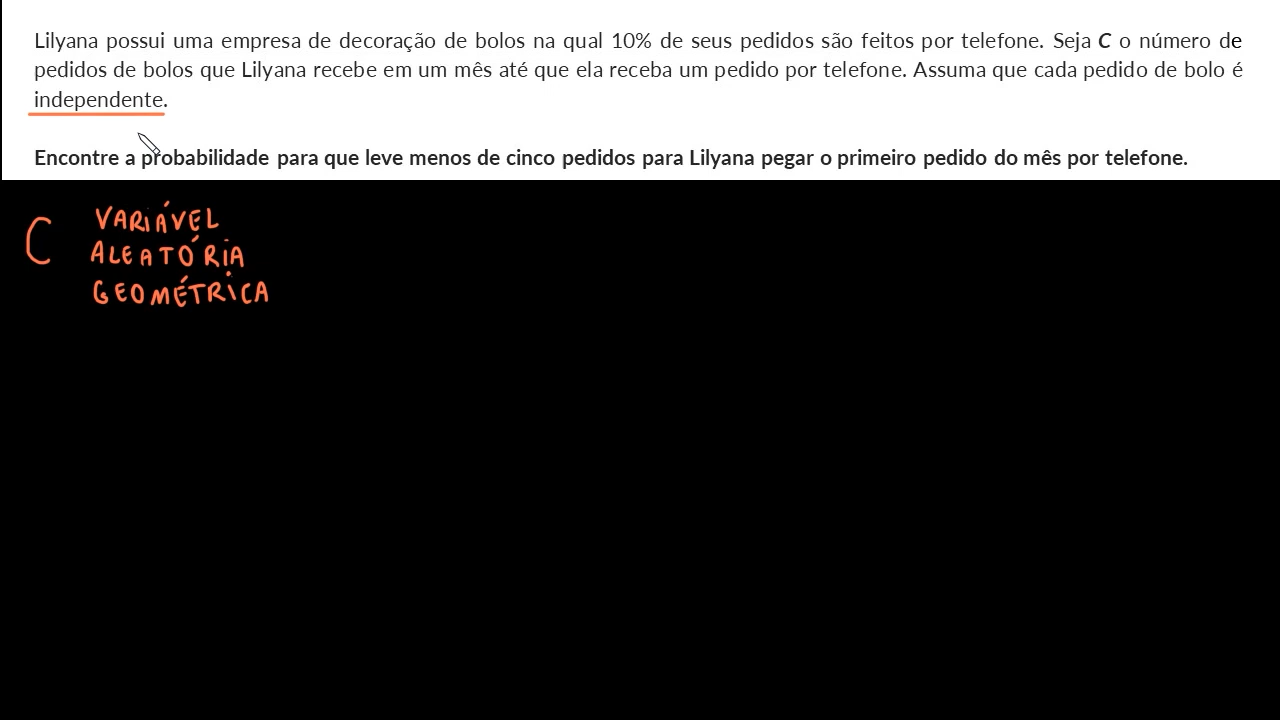 Lilyana possui uma empresa de decoração de bolos na qual 10% de seus pedidos são feitos por telefone. Seja C o número de
pedidos de bolos que Lilyana recebe em um mês até que ela receba um pedido por telefone. Assuma que cada pedido de bolo é
independente.
Encontre a probabilidade para que leve menos de cinco pedidos para Lilyana pegar o primeiro pedido do mês por telefone.
C VARIÁVEL
ALEATÓRIA
GEOMÉTRICA